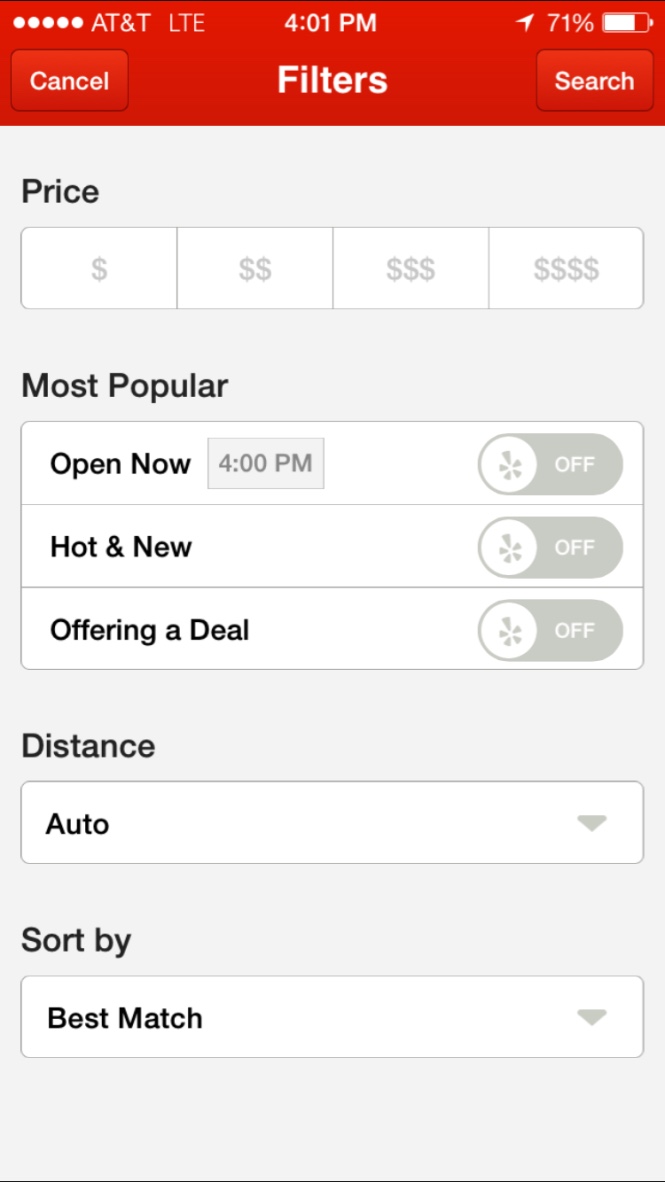 AT&T LTE 4:01 PM 71%
Cancel Filters Search
Price
$ $$ $$$ $$$$
Most Popular
Open Now 4:00 PM OFF
Hot & New OFF
Offering a Deal OFF
Distance
Auto
Sort by
Best Match